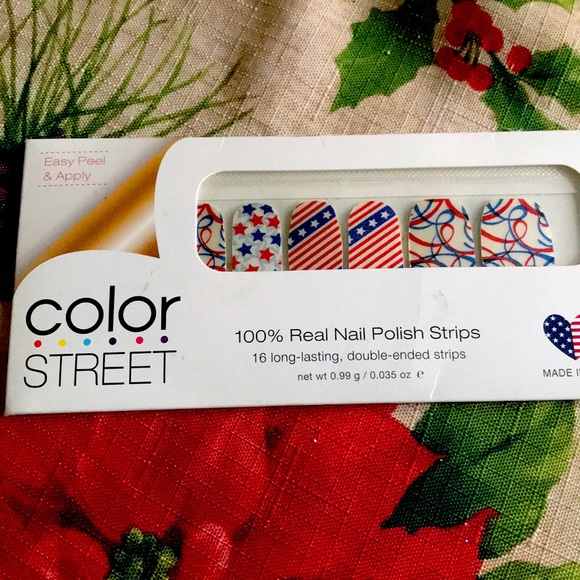 Easy Peel
& Apply
color
STREET
100% Real Nail Polish Strips
16 long-lasting, double-ended strips
net wt 0.99 g / 0.035 oz ℮
MADE